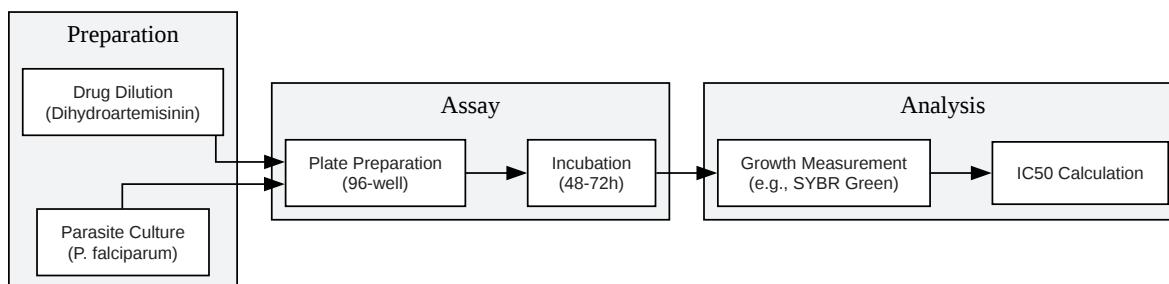 Preparation
Drug Dilution
(Dihydroartemisinin)
Parasite Culture
(P. falciparum)
Assay
Plate Preparation
(96-well)
Incubation
(48-72h)
Analysis
Growth Measurement
(e.g., SYBR Green)
IC50 Calculation